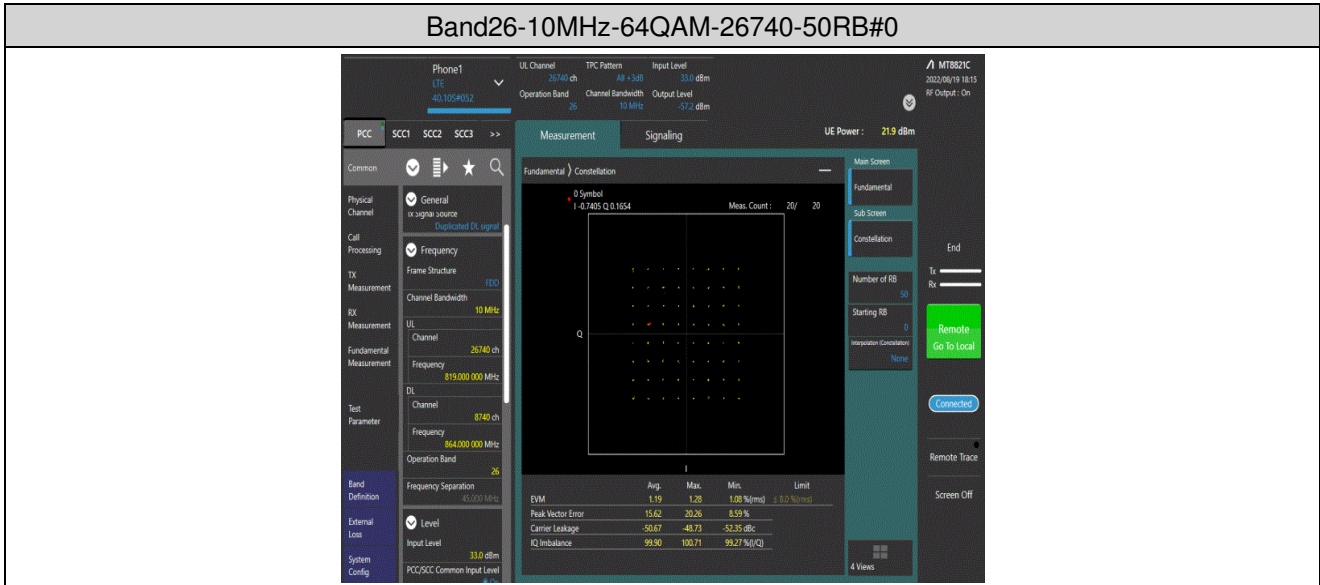 Band26-10MHz-64QAM-26740-50RB#0
Phone1
LTE
40.10S#052
UL Channel TPC Pattern Input Level
26740 ch All +3dB 33.0 dBm
Operation Band Channel Bandwidth Output Level
26 10 MHz -57.2 dBm
MT8821C
2022/08/19 18:15
RF Output : On
PCC SCC1 SCC2 SCC3 >>
Measurement Signaling
UE Power : 21.9 dBm
Common
Physical Channel
Call Processing
TX Measurement
RX Measurement
Fundamental Measurement
Test Parameter
Band Definition
External Loss
System Config
General
Tx Signal Source
Duplicated DL signal
Frequency
Frame Structure
FDD
Channel Bandwidth
10 MHz
UL
Channel
26740 ch
Frequency
819.000 000 MHz
DL
Channel
8740 ch
Frequency
864.000 000 MHz
Operation Band
26
Frequency Separation
45.000 MHz
Level
Input Level
33.0 dBm
PCC/SCC Common Input Level
On
Fundamental 〉 Constellation
0 Symbol
I -0.7405 Q 0.1654 Meas. Count : 20/ 20
Q
I
Avg. Max. Min. Limit
EVM 1.19 1.28 1.08 %(rms) ≤ 8.0 %(rms)
Peak Vector Error 15.62 20.26 8.59 %
Carrier Leakage -50.67 -48.73 -52.35 dBc
IQ Imbalance 99.90 100.71 99.27 %(I/Q)
Main Screen
Fundamental
Sub Screen
Constellation
Number of RB
50
Starting RB
0
Interpolation (Constellation)
None
4 Views
End
Tx
Rx
Remote
Go To Local
Connected
Remote Trace
Screen Off